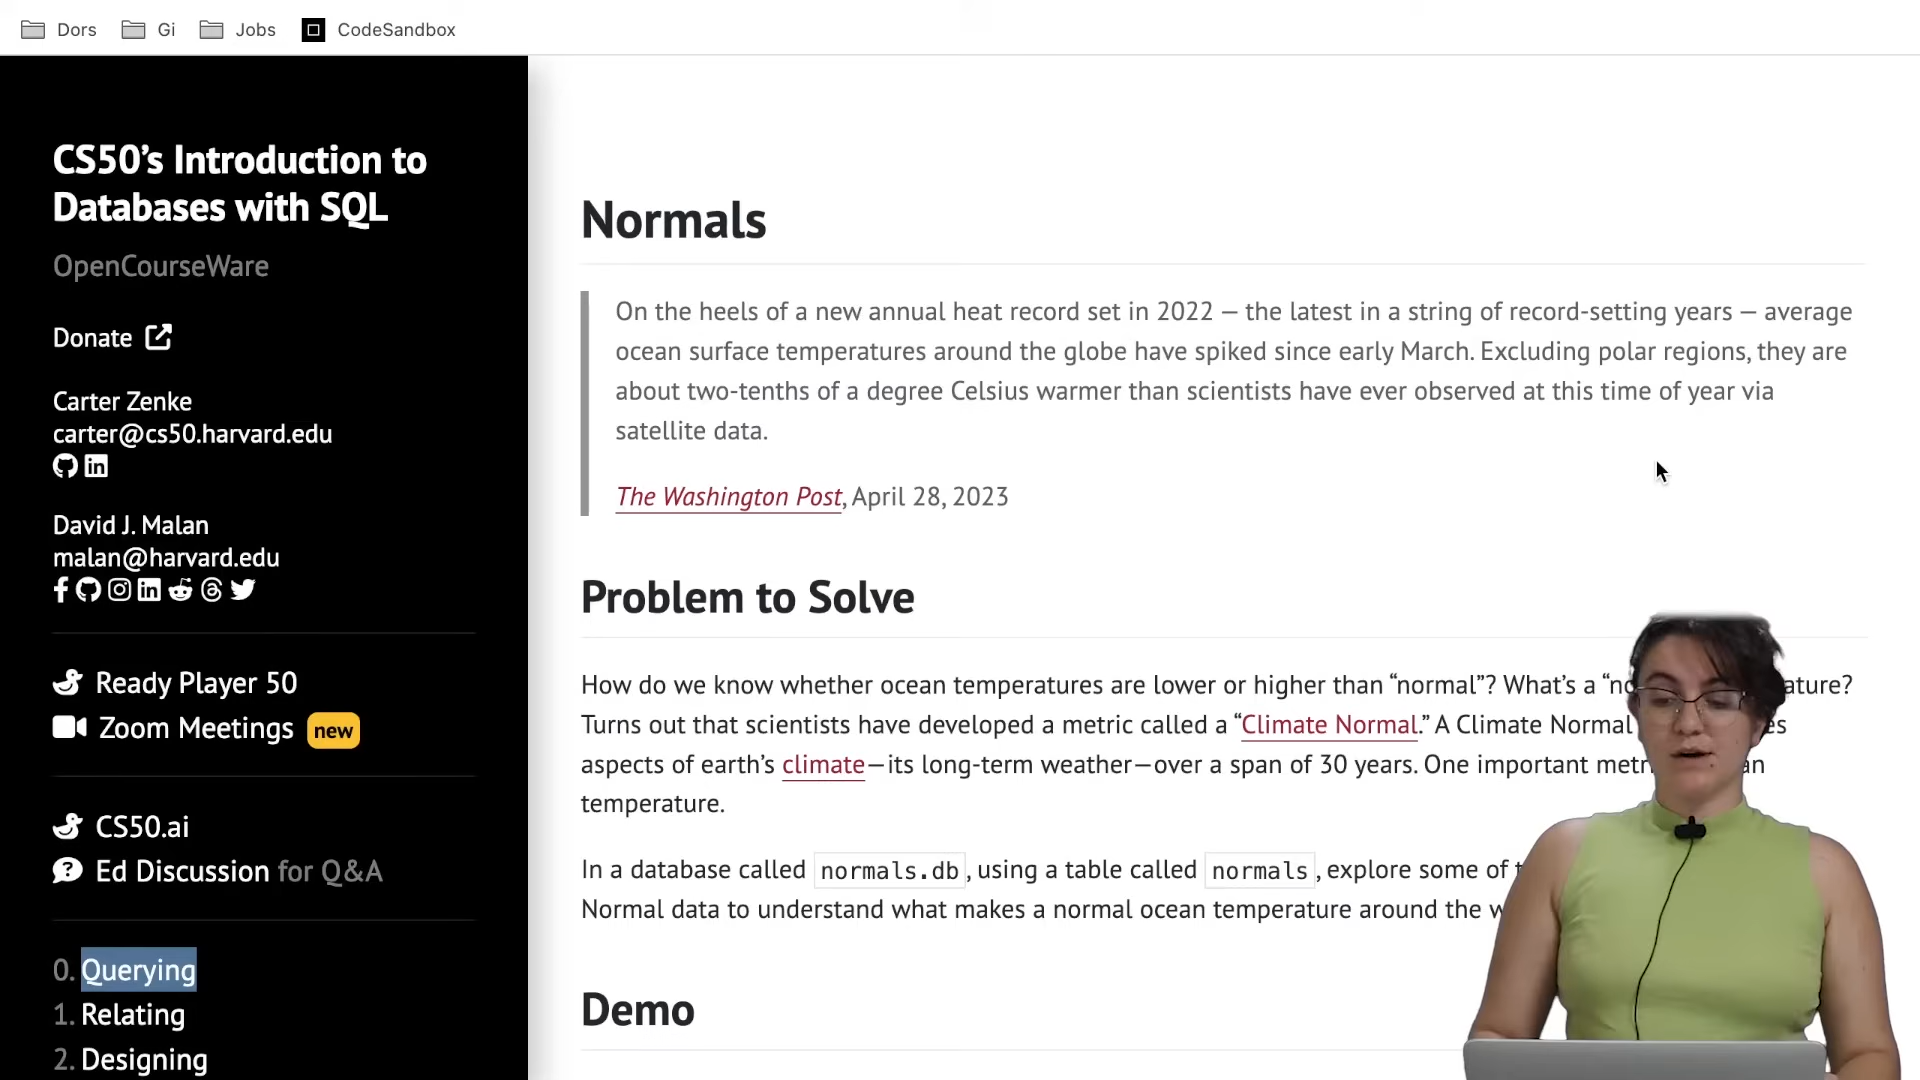 Dors
Gi
Jobs
CodeSandbox
CS50’s Introduction to
Databases with SQL
OpenCourseWare
Donate
Carter Zenke
carter@cs50.harvard.edu
David J. Malan
malan@harvard.edu
Ready Player 50
Zoom Meetings new
CS50.ai
Ed Discussion for Q&A
0. Querying
1. Relating
2. Designing
Normals
On the heels of a new annual heat record set in 2022 — the latest in a string of record-setting years — average
ocean surface temperatures around the globe have spiked since early March. Excluding polar regions, they are
about two-tenths of a degree Celsius warmer than scientists have ever observed at this time of year via
satellite data.
The Washington Post, April 28, 2023
Problem to Solve
How do we know whether ocean temperatures are lower or higher than “normal”? What’s a
Turns out that scientists have developed a metric called a “Climate Normal.” A Climate Normal
aspects of earth’s climate—its long-term weather—over a span of 30 years. One important
temperature.
In a database called normals.db, using a table called normals, explore some of
Normal data to understand what makes a normal ocean temperature around the
Demo